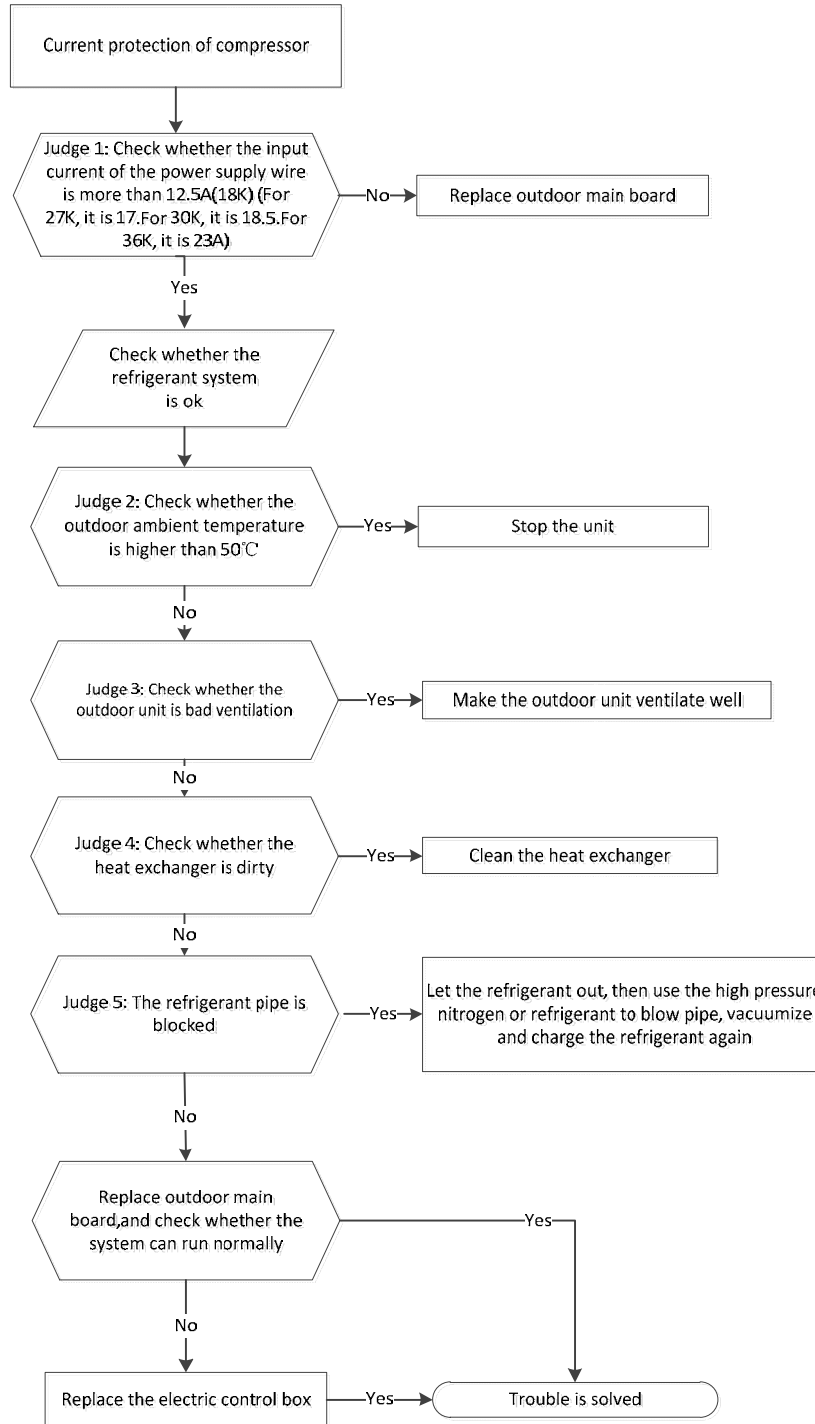 Current protection of compressor
Judge 1: Check whether the input
current of the power supply wire
is more than 12.5A(18K) (For
27K, it is 17.For 30K, it is 18.5.For
36K, it is 23A)
No
Replace outdoor main board
Yes
Check whether the
refrigerant system
is ok
Judge 2: Check whether the
outdoor ambient temperature
is higher than 50℃
Yes
Stop the unit
No
Judge 3: Check whether the
outdoor unit is bad ventilation
Yes
Make the outdoor unit ventilate well
No
Judge 4: Check whether the
heat exchanger is dirty
Yes
Clean the heat exchanger
No
Judge 5: The refrigerant pipe is
blocked
Yes
Let the refrigerant out, then use the high pressure
nitrogen or refrigerant to blow pipe, vacuumize
and charge the refrigerant again
No
Replace outdoor main
board,and check whether the
system can run normally
Yes
No
Replace the electric control box
Yes
Trouble is solved